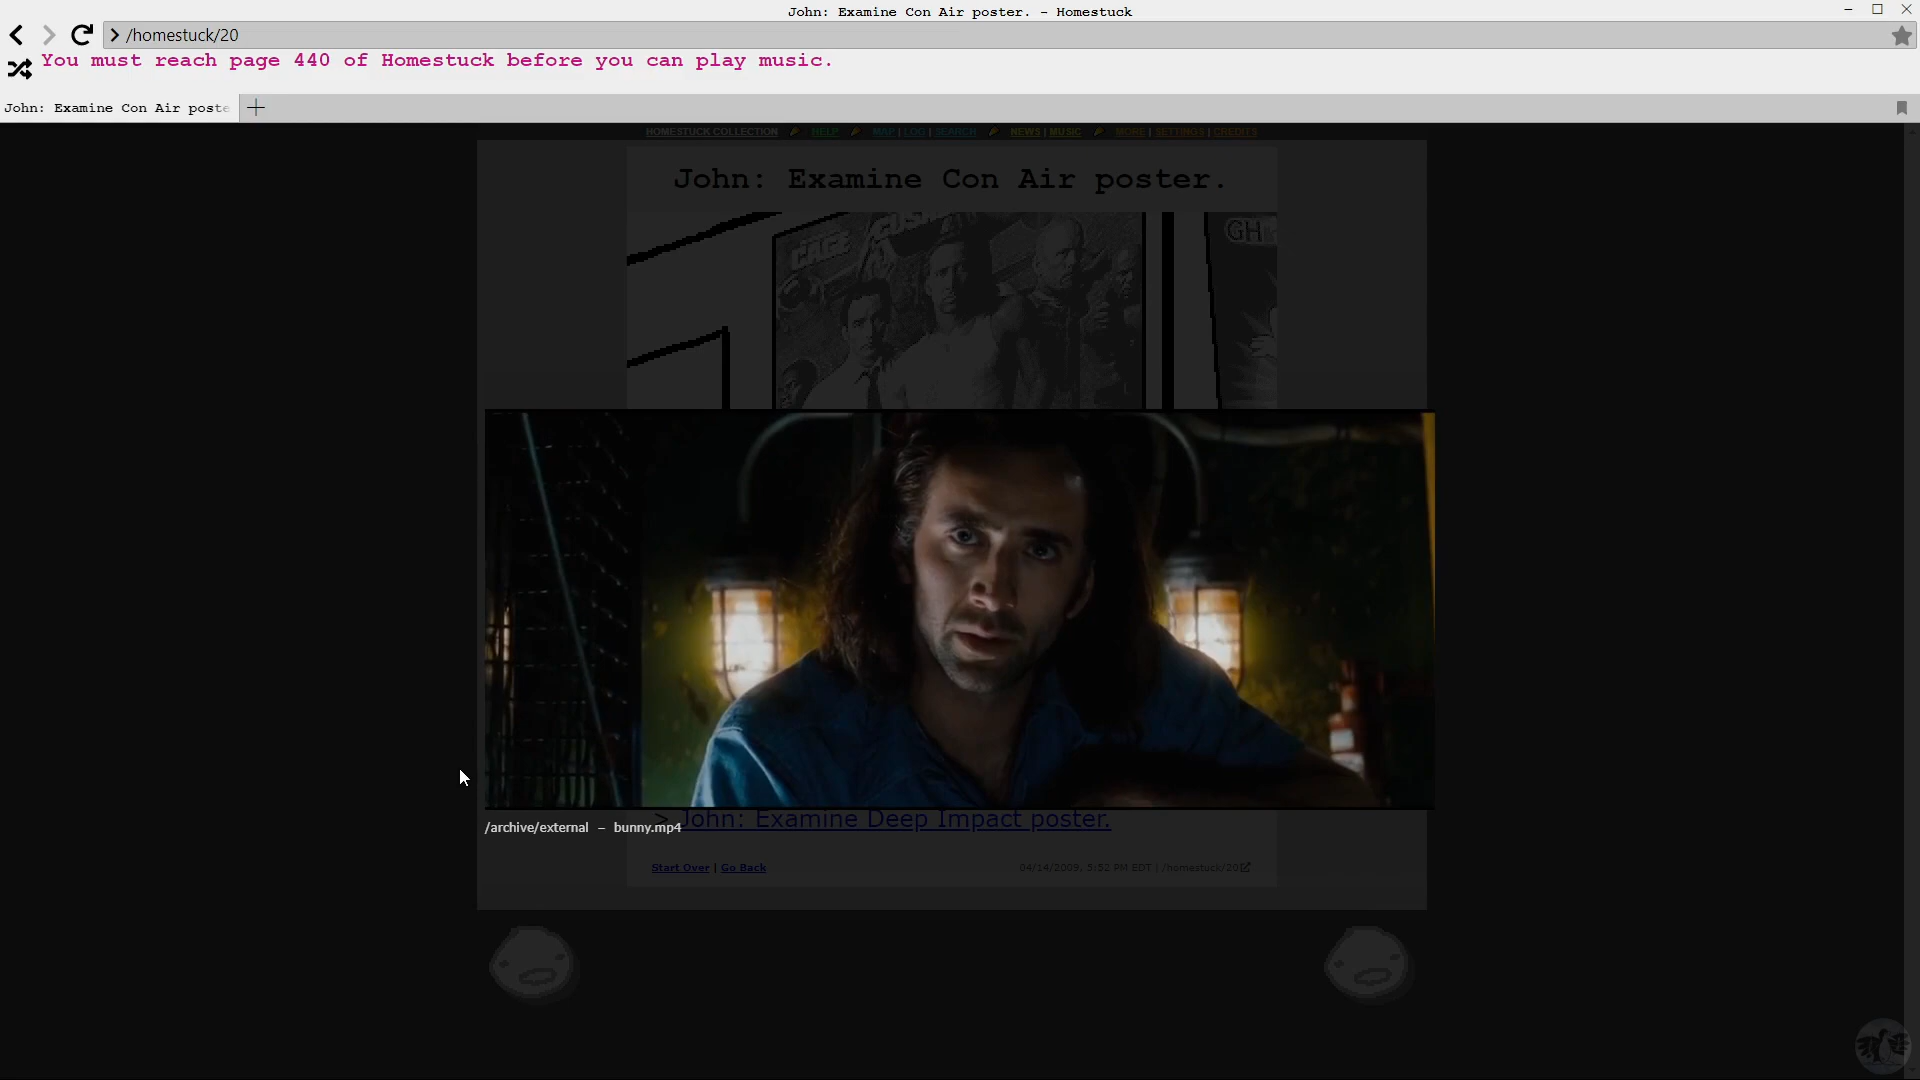 John: Examine Con Air poster. - Homestuck
/homestuck/20
You must reach page 440 of Homestuck before you can play music.
John: Examine Con Air poste
HOMESTUCK COLLECTION HELP MAP | LOG | SEARCH NEWS | MUSIC MORE | SETTINGS | CREDITS
John: Examine Con Air poster.
CAGE CUSA
GH
> John: Examine Deep Impact poster.
/archive/external – bunny.mp4
Start Over | Go Back 04/14/2009, 5:52 PM EDT | /homestuck/20